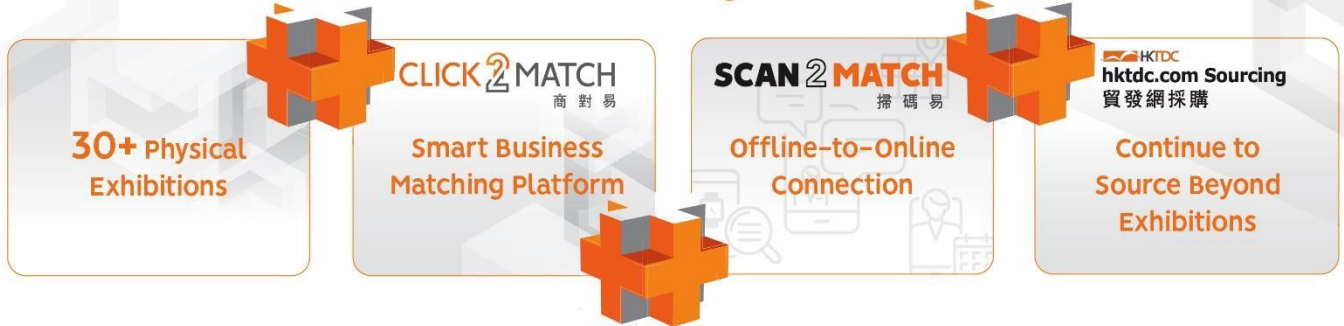 30+ Physical
Exhibitions
CLICK2MATCH
商對易
Smart Business
Matching Platform
SCAN2MATCH
掃碼易
Offline-to-Online
Connection
HKTDC
hktdc.com Sourcing
貿發網採購
Continue to
Source Beyond
Exhibitions